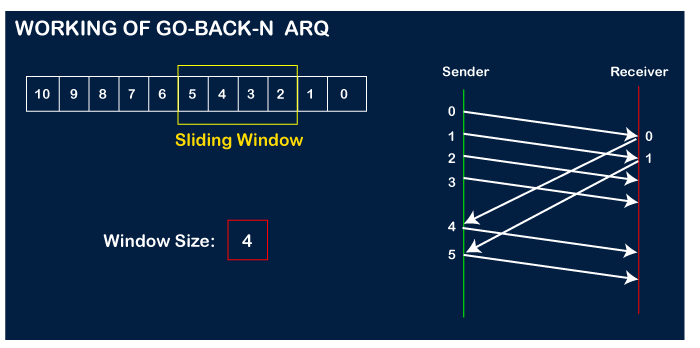 WORKING OF GO-BACK-N ARQ
Sender
Receiver
10 9 8 7 6 5 4 3 2 1 0
Sliding Window
Window Size: 4
0
1
2
3
4
5
0
1